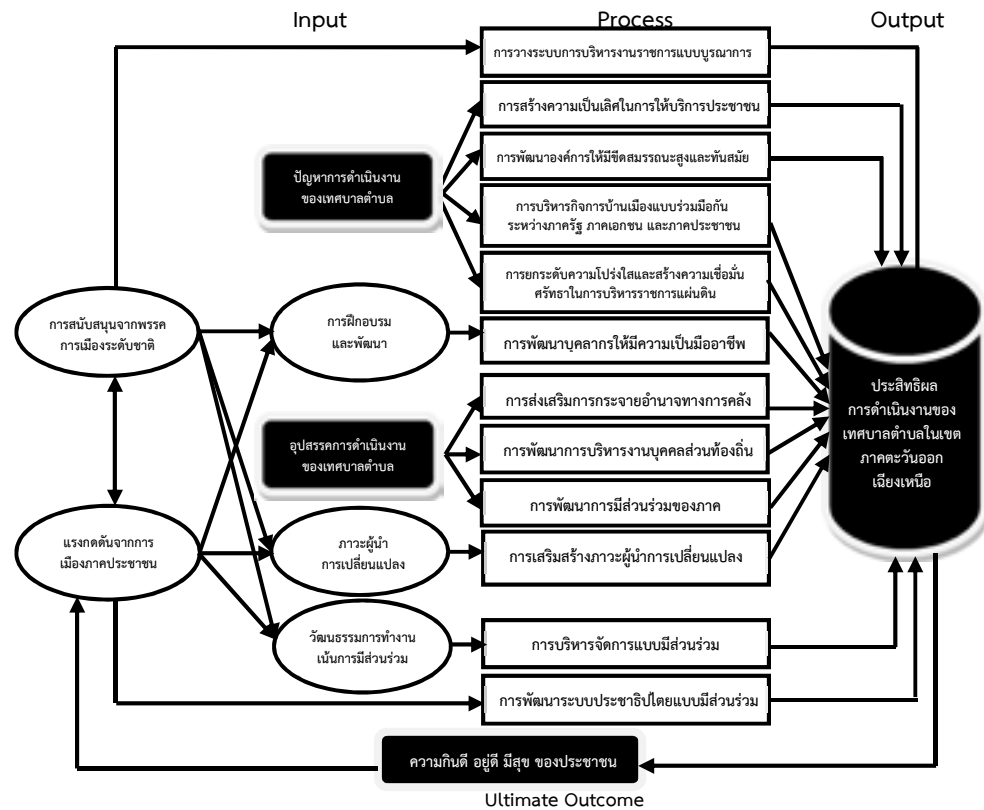 Input
Process
Output
การวางระบบการบริหารงานราชการแบบบูรณาการ
การสร้างความเป็นเลิศในการให้บริการประชาชน
การพัฒนาองค์การให้มีขีดสมรรถนะสูงและทันสมัย
ปัญหาการดำเนินงาน
ของเทศบาลตำบล
การบริหารกิจการบ้านเมืองแบบร่วมมือกัน
ระหว่างภาครัฐ ภาคเอกชน และภาคประชาชน
การยกระดับความโปร่งใสและสร้างความเชื่อมั่น
ศรัทธาในการบริหารราชการแผ่นดิน
การสนับสนุนจากพรรค
การเมืองระดับชาติ
การฝึกอบรม
และพัฒนา
การพัฒนาบุคลากรให้มีความเป็นมืออาชีพ
การส่งเสริมการกระจายอำนาจทางการคลัง
อุปสรรคการดำเนินงาน
ของเทศบาลตำบล
การพัฒนาการบริหารงานบุคคลส่วนท้องถิ่น
การพัฒนาการมีส่วนร่วมของภาค
ประสิทธิผล
การดำเนินงานของ
เทศบาลตำบลในเขต
ภาคตะวันออก
เฉียงเหนือ
แรงกดดันจากการ
เมืองภาคประชาชน
ภาวะผู้นำ
การเปลี่ยนแปลง
การเสริมสร้างภาวะผู้นำการเปลี่ยนแปลง
วัฒนธรรมการทำงาน
เน้นการมีส่วนร่วม
การบริหารจัดการแบบมีส่วนร่วม
การพัฒนาระบบประชาธิปไตยแบบมีส่วนร่วม
ความกินดี อยู่ดี มีสุข ของประชาชน
Ultimate Outcome